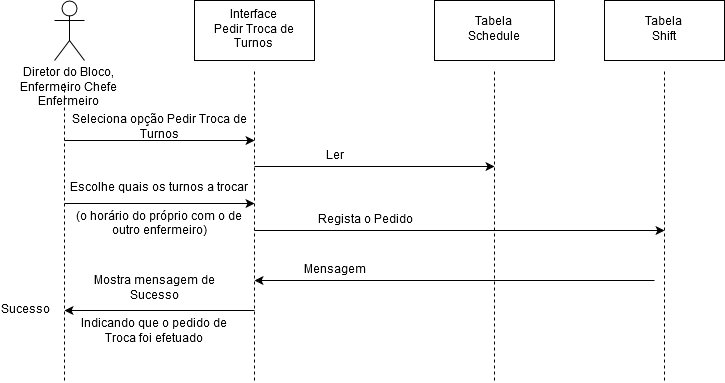 Interface
Pedir Troca de
Turnos
Tabela
Schedule
Tabela
Shift
Diretor do Bloco,
Enfermeiro Chefe
Enfermeiro
Seleciona opção Pedir Troca de
Turnos
Ler
Escolhe quais os turnos a trocar
(o horário do próprio com o de
outro enfermeiro)
Regista o Pedido
Mensagem
Mostra mensagem de
Sucesso
Sucesso
Indicando que o pedido de
Troca foi efetuado